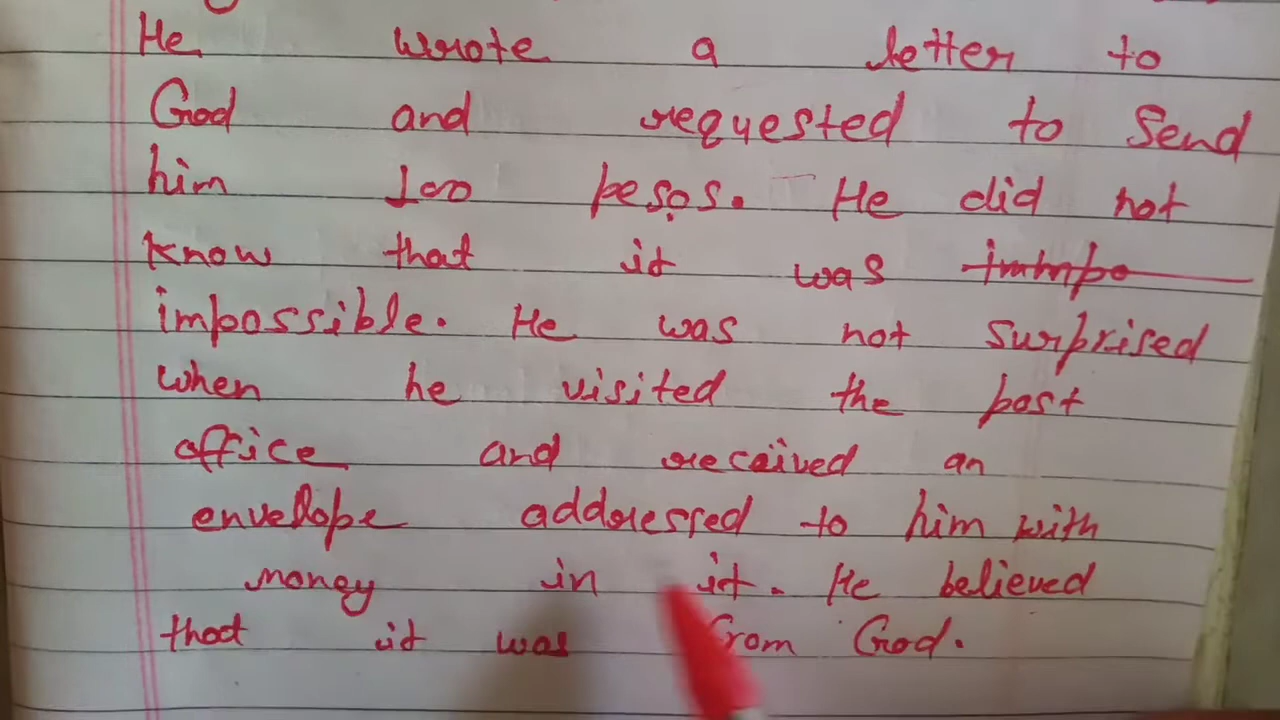 He wrote a letter to
God and requested to Send
him 100 pesos. He did not
know that it was immpo
impossible. He was not surprised
when he visited the post
office and received an
envelope addressed to him with
money in it. He believed
that it was from God.